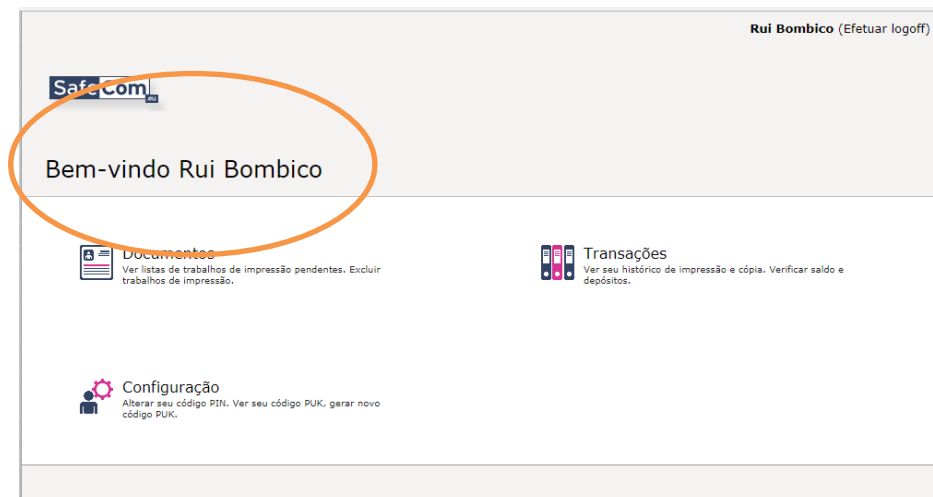 Rui Bombico (Efetuar logoff)
SafeCom
.eu
Bem-vindo Rui Bombico
Documentos
Ver listas de trabalhos de impressão pendentes. Excluir
trabalhos de impressão.
Transações
Ver seu histórico de impressão e cópia. Verificar saldo e
depósitos.
Configuração
Alterar seu código PIN. Ver seu código PUK, gerar novo
código PUK.